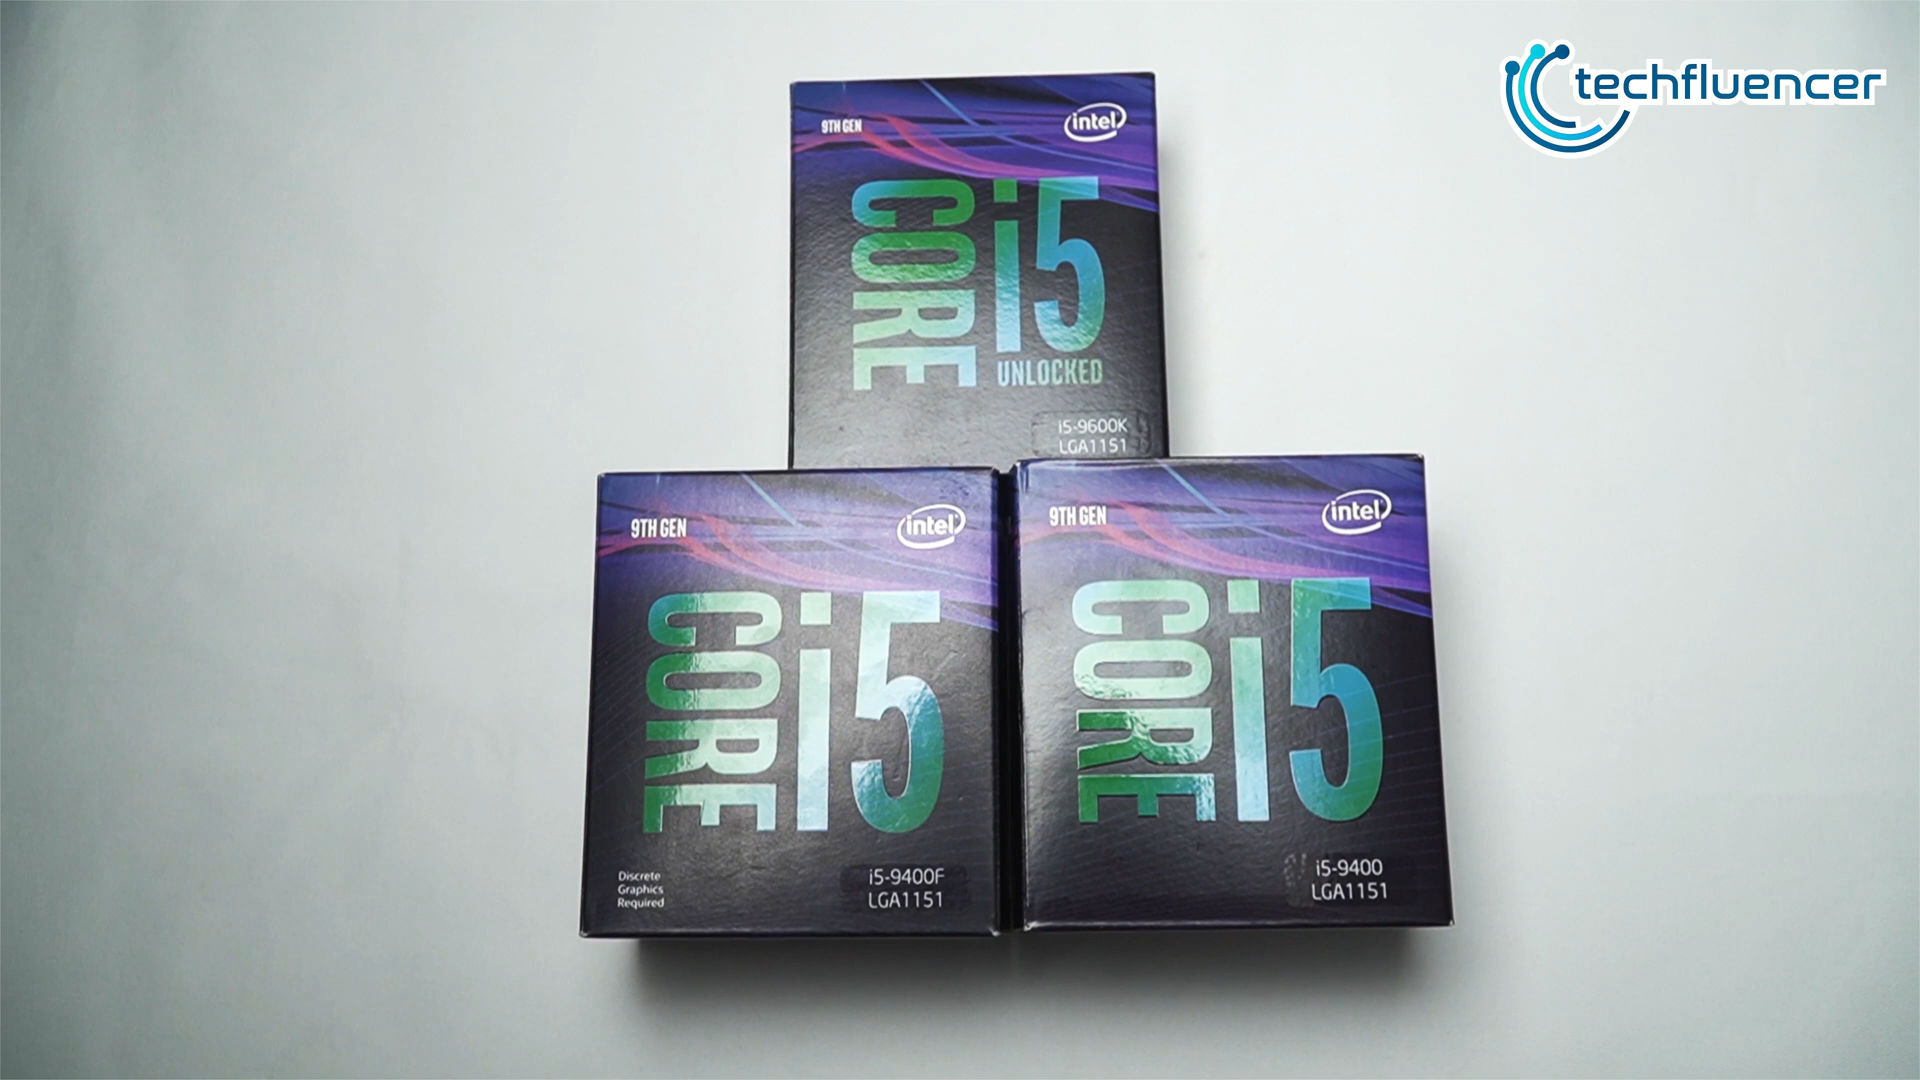 techfluencer
9TH GEN
intel
CORE i5
UNLOCKED
i5-9600K
LGA1151
9TH GEN
intel
CORE i5
Discrete
Graphics
Required
i5-9400F
LGA1151
9TH GEN
intel
CORE i5
i5-9400
LGA1151